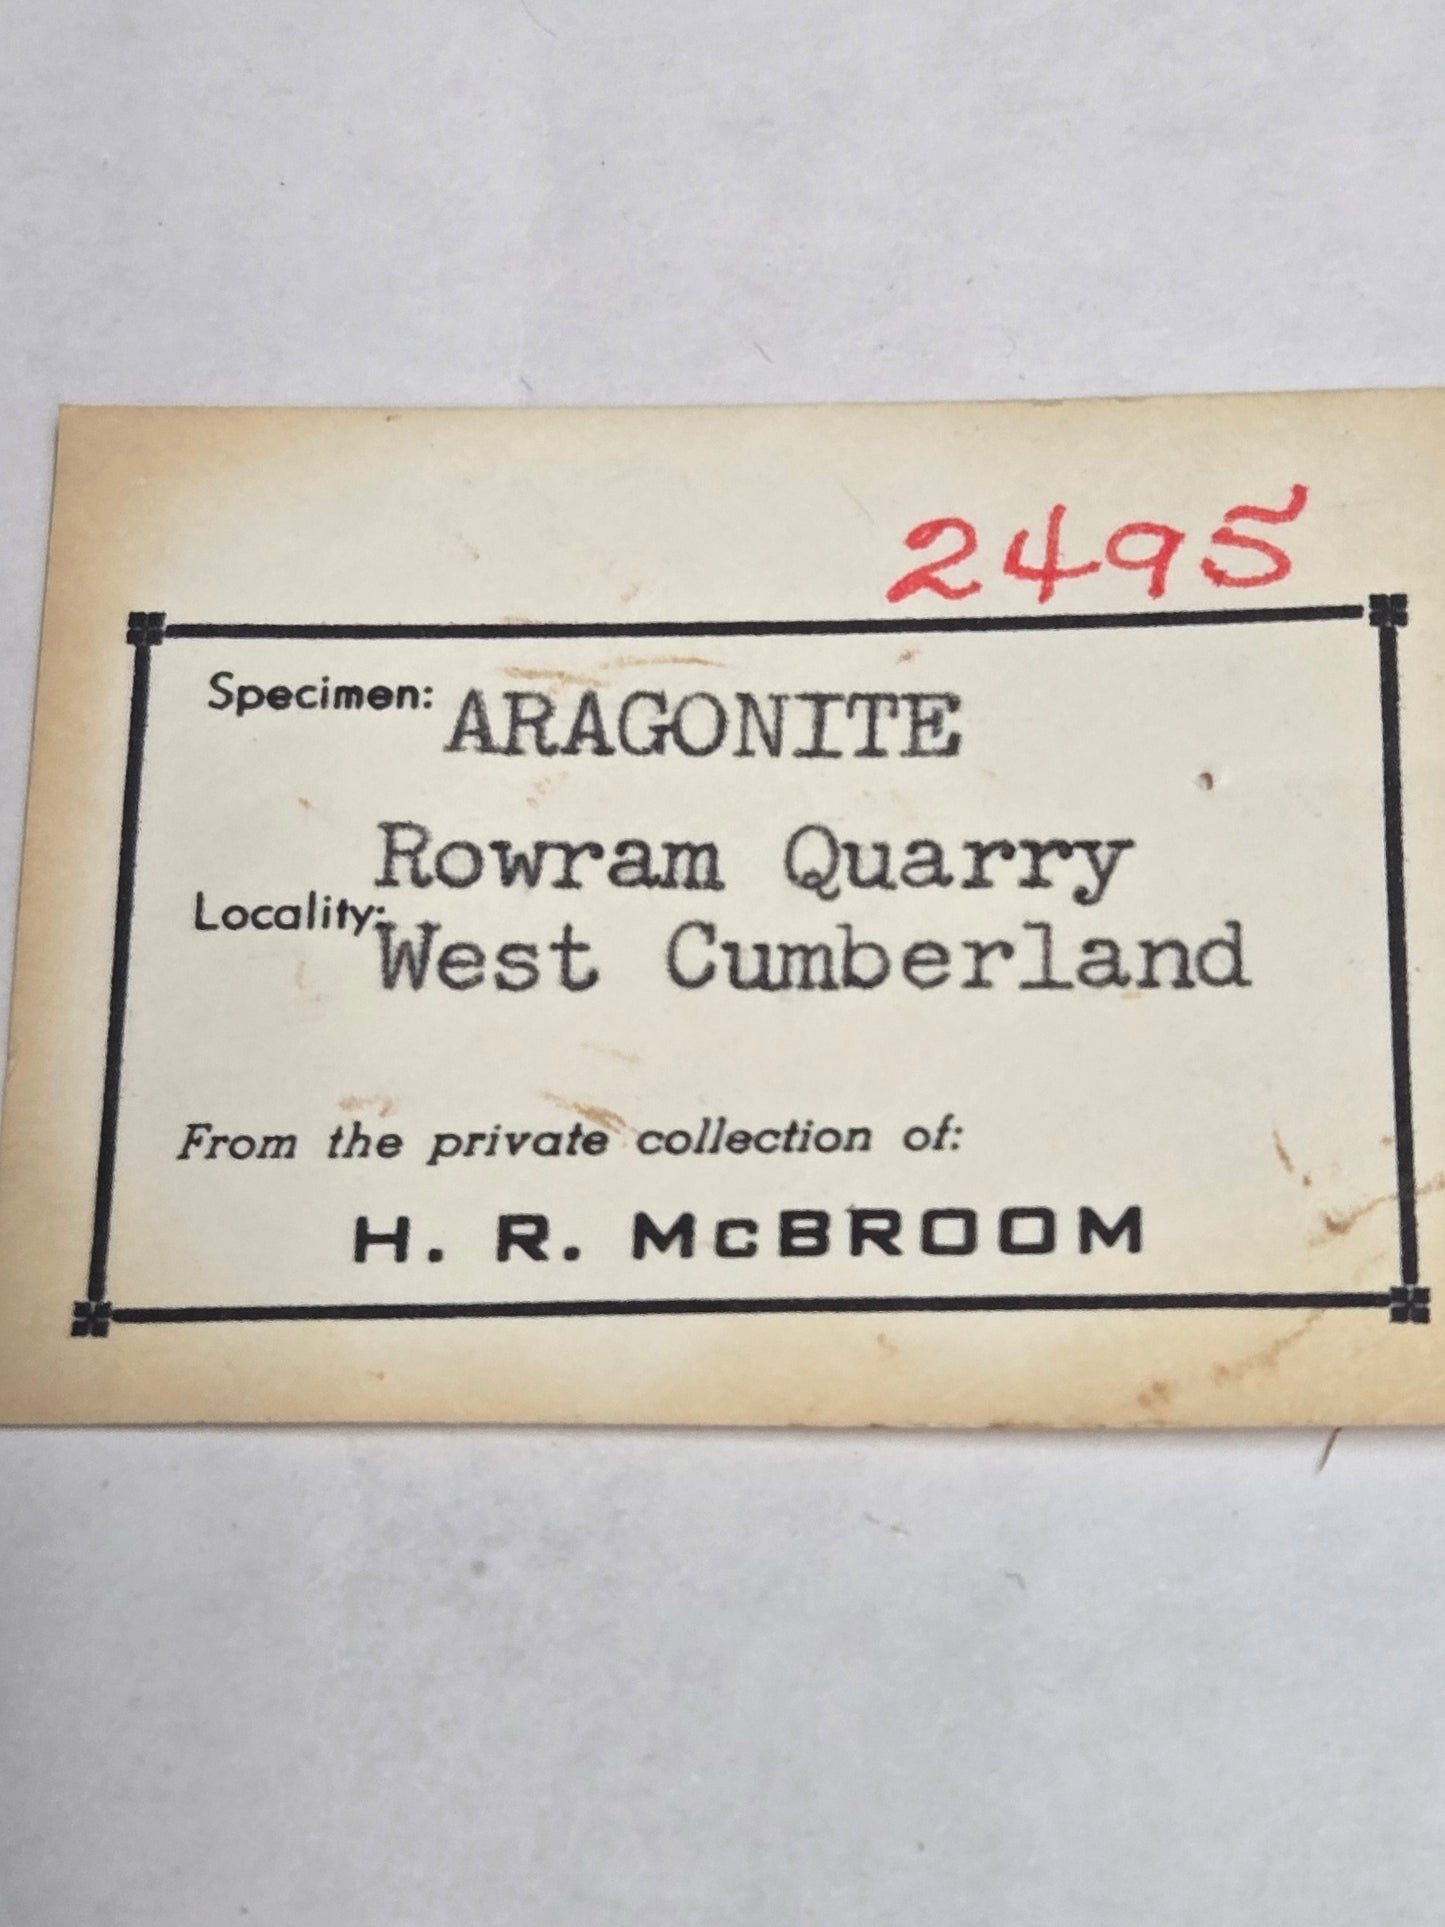 2495
Specimen: ARAGONITE
Rowram Quarry
Locality:
West Cumberland
From the private collection of:
H. R. McBROOM